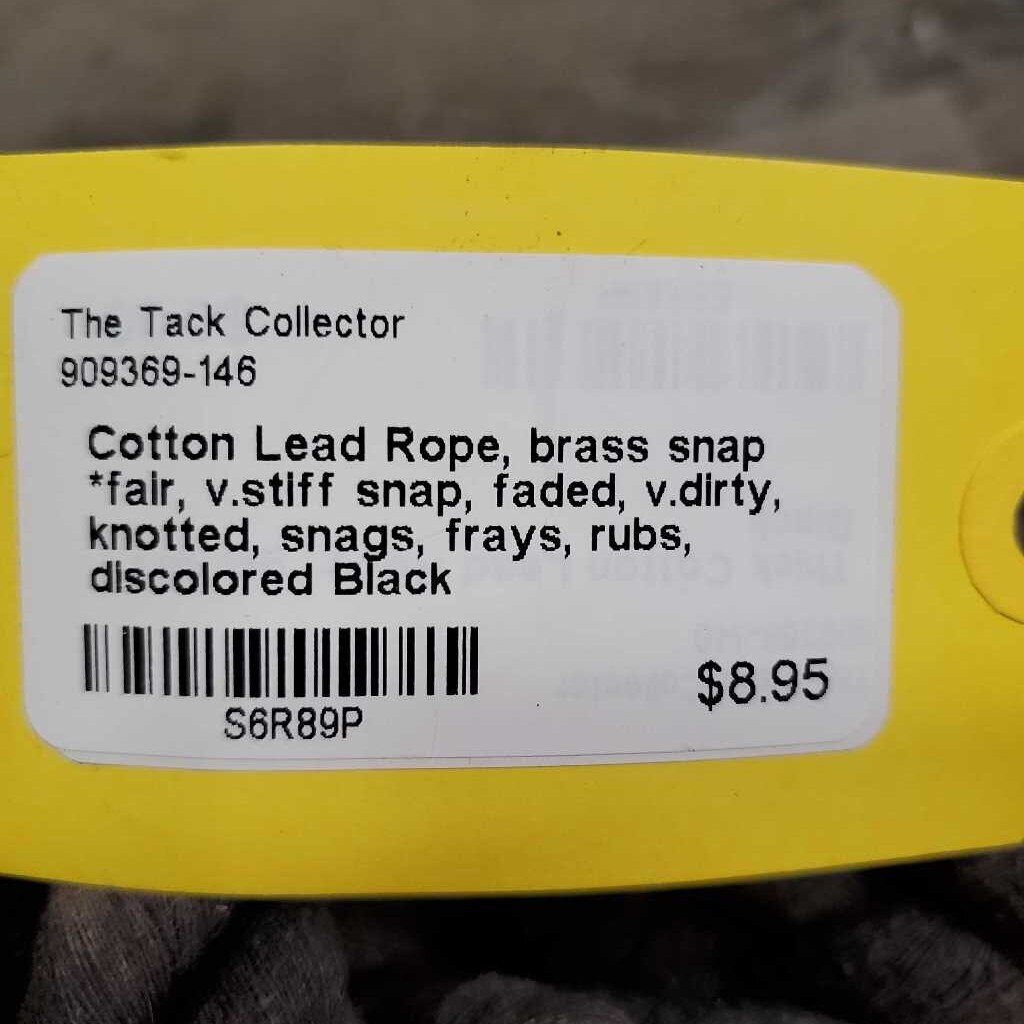 The Tack Collector
909369-146
Cotton Lead Rope, brass snap
*fair, v.stiff snap, faded, v.dirty,
knotted, snags, frays, rubs,
discolored Black
S6R89P
$8.95